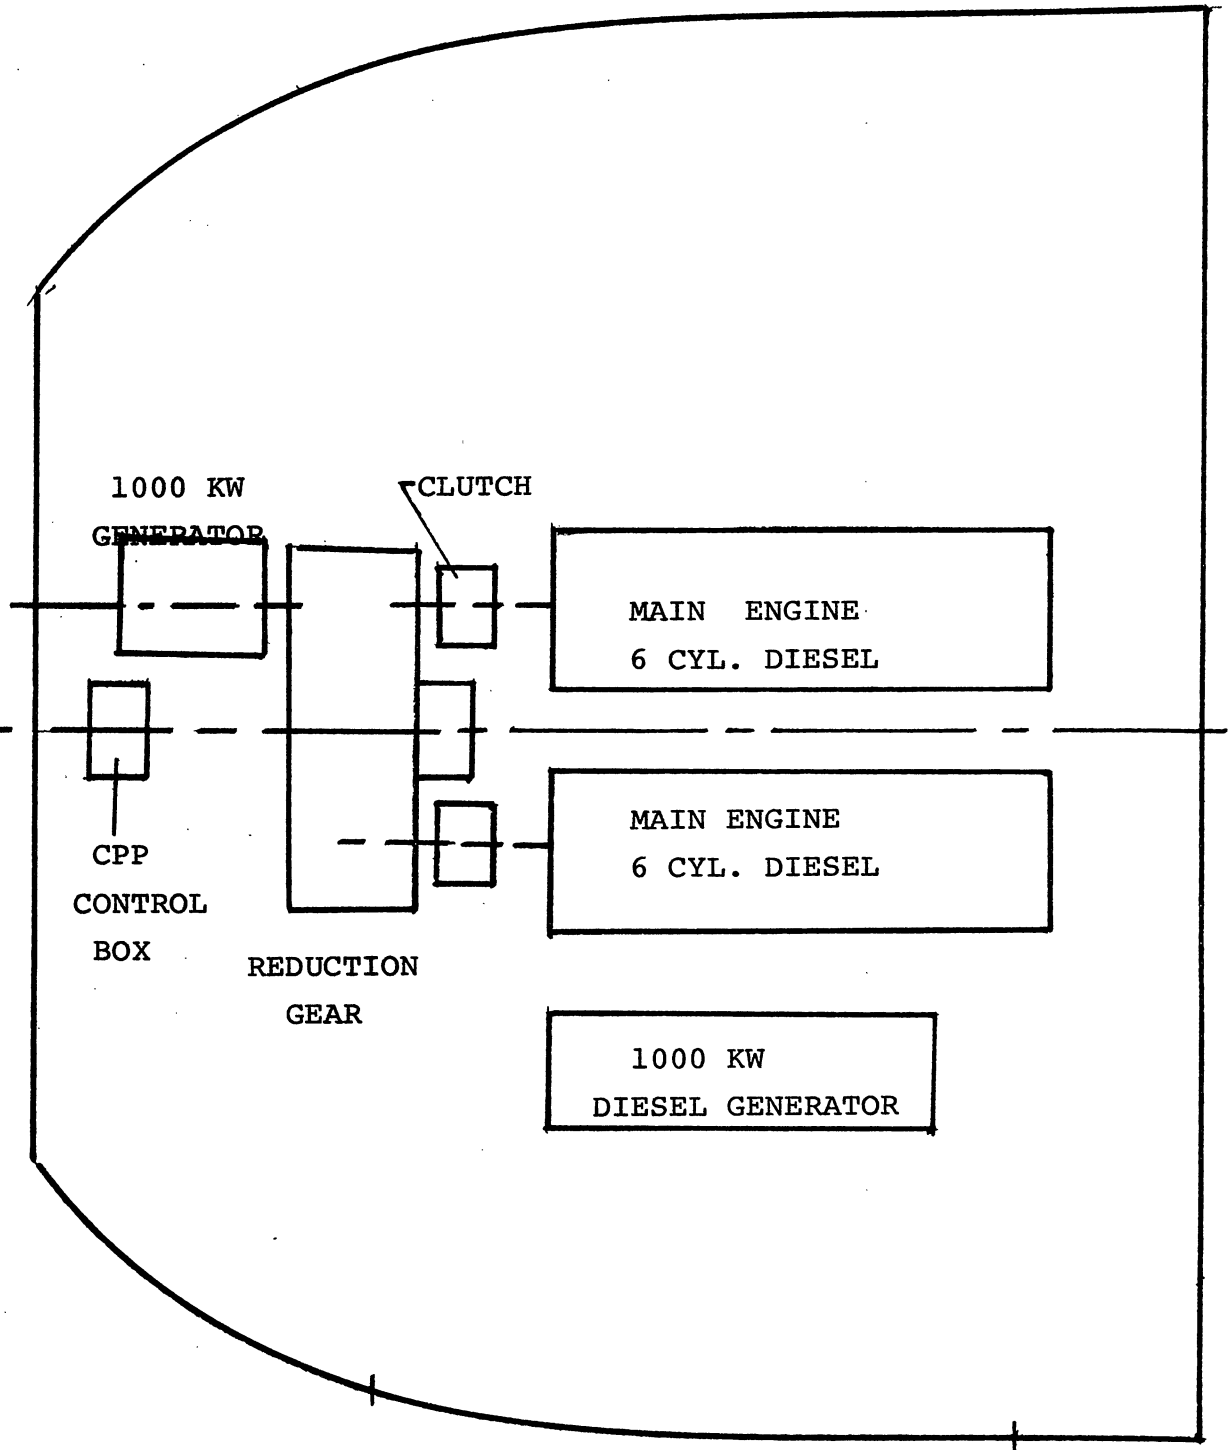 1000 KW
GENERATOR
CLUTCH
MAIN ENGINE
6 CYL. DIESEL
MAIN ENGINE
6 CYL. DIESEL
CPP
CONTROL
BOX
REDUCTION
GEAR
1000 KW
DIESEL GENERATOR